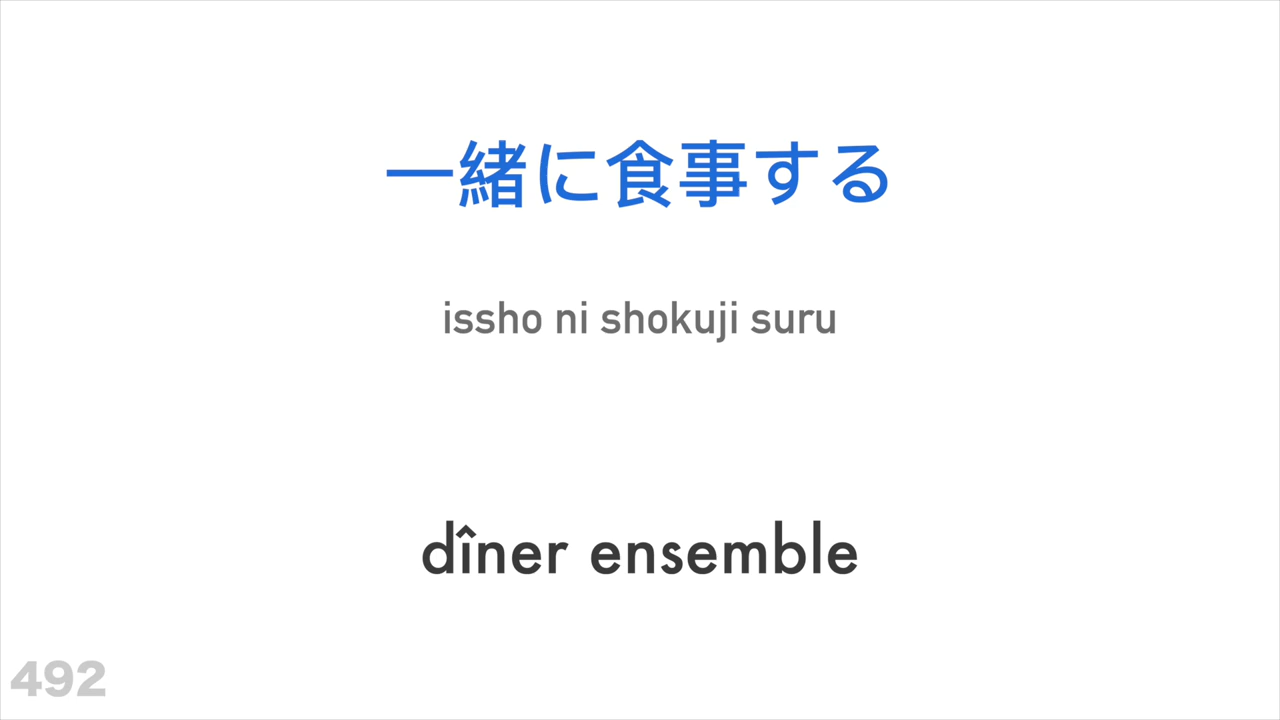 一緒に食事する
issho ni shokuji suru
dîner ensemble
492